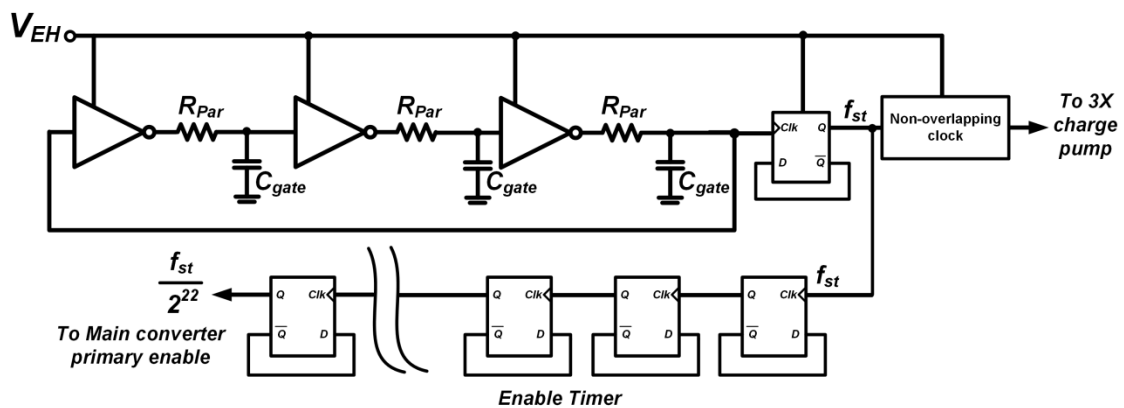 V_EH
R_Par
R_Par
R_Par
C_gate
C_gate
C_gate
Clk Q
D Q̅
f_st
Non-overlapping
clock
To 3X
charge
pump
f_st
2^22
To Main converter
primary enable
Q Clk
Q̅ D
Q Clk
Q̅ D
Q Clk
Q̅ D
Q Clk
Q̅ D
f_st
Enable Timer